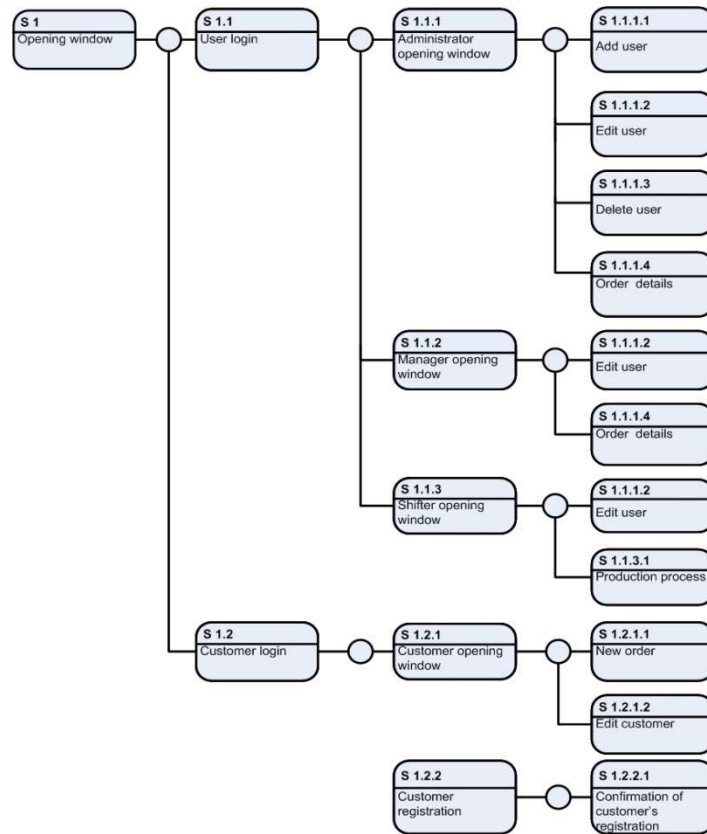 S 1
Opening window
S 1.1
User login
S 1.1.1
Administrator
opening window
S 1.1.1.1
Add user
S 1.1.1.2
Edit user
S 1.1.1.3
Delete user
S 1.1.1.4
Order details
S 1.1.2
Manager opening
window
S 1.1.1.2
Edit user
S 1.1.1.4
Order details
S 1.1.3
Shifter opening
window
S 1.1.1.2
Edit user
S 1.1.3.1
Production process
S 1.2
Customer login
S 1.2.1
Customer opening
window
S 1.2.1.1
New order
S 1.2.1.2
Edit customer
S 1.2.2
Customer
registration
S 1.2.2.1
Confirmation of
customer's
registration